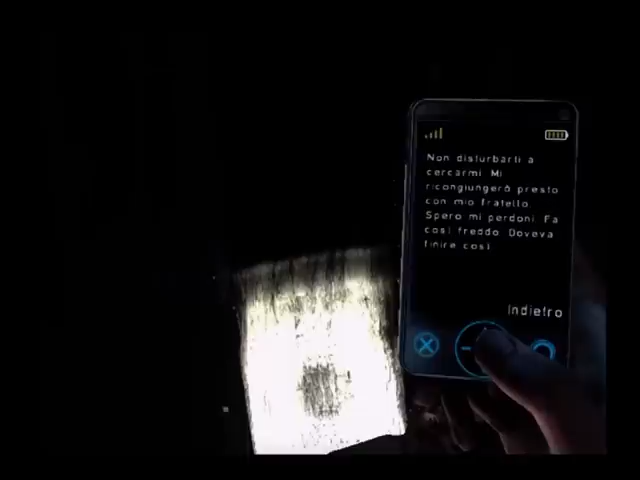 Non disturbarti a
cercarmi. Mi
ricongiungerò presto
con mio fratello.
Spero mi perdoni. Fa
così freddo. Doveva
finire così
Indietro